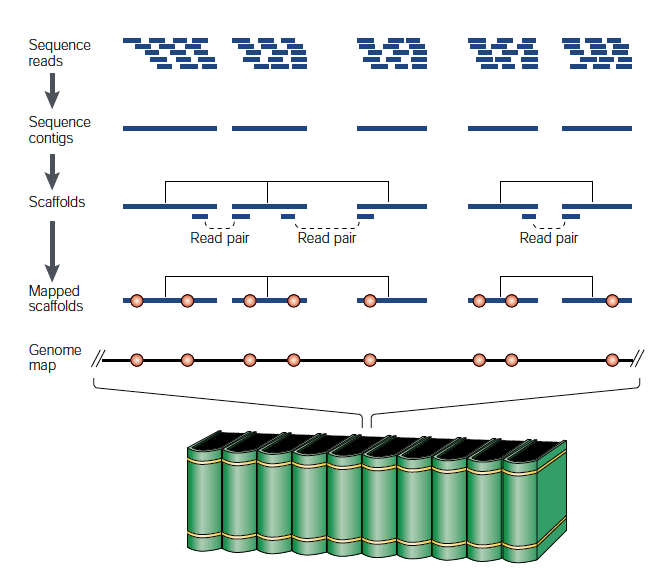 Sequence
reads
Sequence
contigs
Scaffolds
Read pair
Read pair
Read pair
Mapped
scaffolds
Genome
map